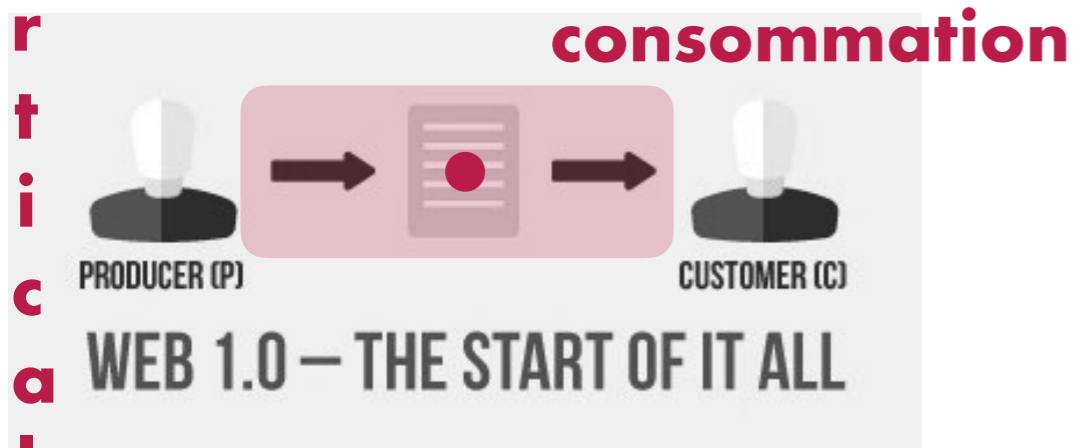 consommation
r
t
i
c
a
PRODUCER (P)
CUSTOMER (C)
WEB 1.0 – THE START OF IT ALL